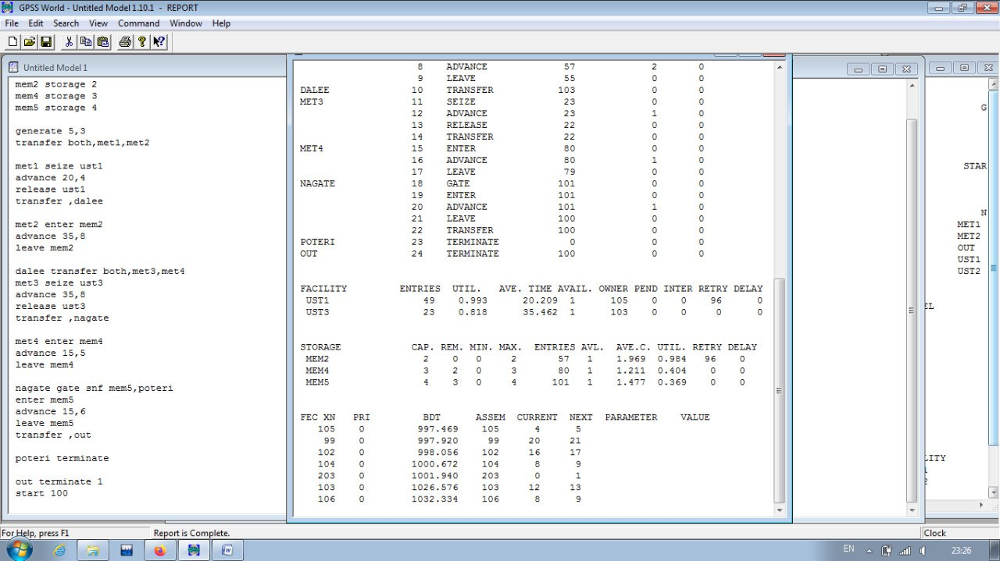 GPSS World - Untitled Model 1.10.1 - REPORT
File Edit Search View Command Window Help
Untitled Model 1
mem2 storage 2
mem4 storage 3
mem5 storage 4
generate 5,3
transfer both,met1,met2
met1 seize ust1
advance 20,4
release ust1
transfer ,dalee
met2 enter mem2
advance 35,8
leave mem2
dalee transfer both,met3,met4
met3 seize ust3
advance 35,8
release ust3
transfer ,nagate
met4 enter mem4
advance 15,5
leave mem4
nagate gate snf mem5,poteri
enter mem5
advance 15,6
leave mem5
transfer ,out
poteri terminate
out terminate 1
start 100
8 ADVANCE 57 2 0
9 LEAVE 55 0 0
DALEE 10 TRANSFER 103 0 0
MET3 11 SEIZE 23 0 0
12 ADVANCE 23 1 0
13 RELEASE 22 0 0
14 TRANSFER 22 0 0
MET4 15 ENTER 80 0 0
16 ADVANCE 80 1 0
17 LEAVE 79 0 0
NAGATE 18 GATE 101 0 0
19 ENTER 101 0 0
20 ADVANCE 101 1 0
21 LEAVE 100 0 0
22 TRANSFER 100 0 0
POTERI 23 TERMINATE 0 0 0
OUT 24 TERMINATE 100 0 0
FACILITY ENTRIES UTIL. AVE. TIME AVAIL. OWNER PEND INTER RETRY DELAY
UST1 49 0.993 20.209 1 105 0 0 96 0
UST3 23 0.818 35.462 1 103 0 0 0 0
STORAGE CAP. REM. MIN. MAX. ENTRIES AVL. AVE.C. UTIL. RETRY DELAY
MEM2 2 0 0 2 57 1 1.969 0.984 96 0
MEM4 3 2 0 3 80 1 1.211 0.404 0 0
MEM5 4 3 0 4 101 1 1.477 0.369 0 0
FEC XN PRI BDT ASSEM CURRENT NEXT PARAMETER VALUE
105 0 997.469 105 4 5
99 0 997.920 99 20 21
102 0 998.056 102 16 17
104 0 1000.672 104 8 9
203 0 1001.940 203 0 1
103 0 1026.576 103 12 13
106 0 1032.334 106 8 9
G
STAR
N
MET1
MET2
OUT
UST1
UST2
EL
LITY
For Help, press F1
Report is Complete.
Clock
EN
23:26